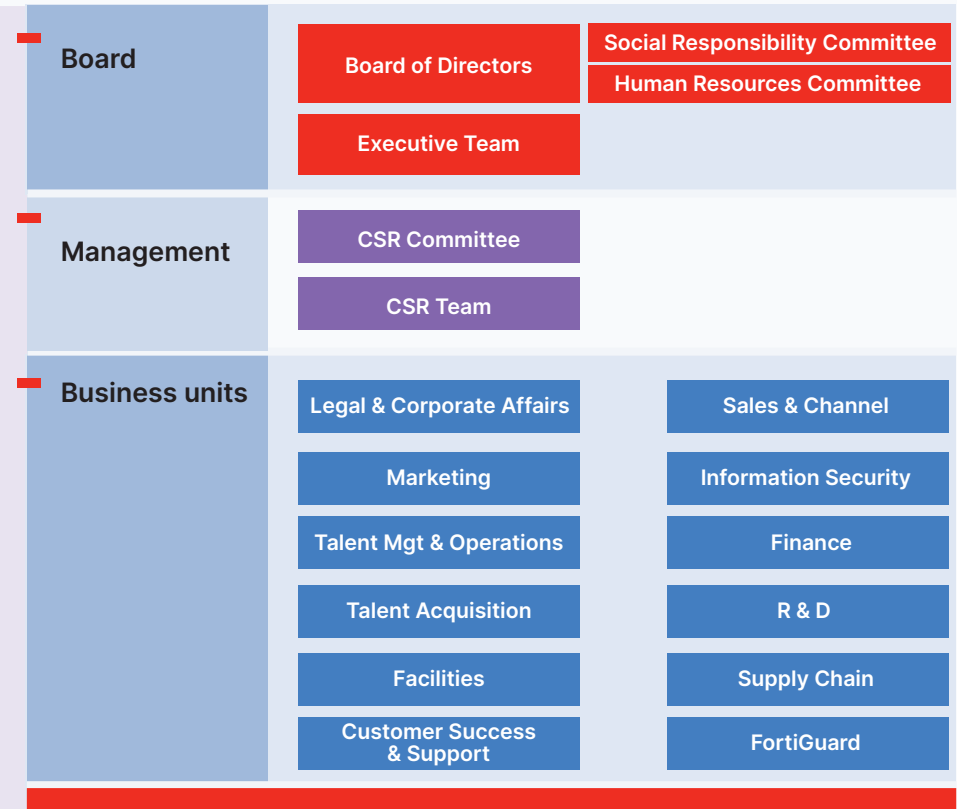 Board
Board of Directors
Social Responsibility Committee
Human Resources Committee
Executive Team
Management
CSR Committee
CSR Team
Business units
Legal & Corporate Affairs
Sales & Channel
Marketing
Information Security
Talent Mgt & Operations
Finance
Talent Acquisition
R & D
Facilities
Supply Chain
Customer Success
& Support
FortiGuard